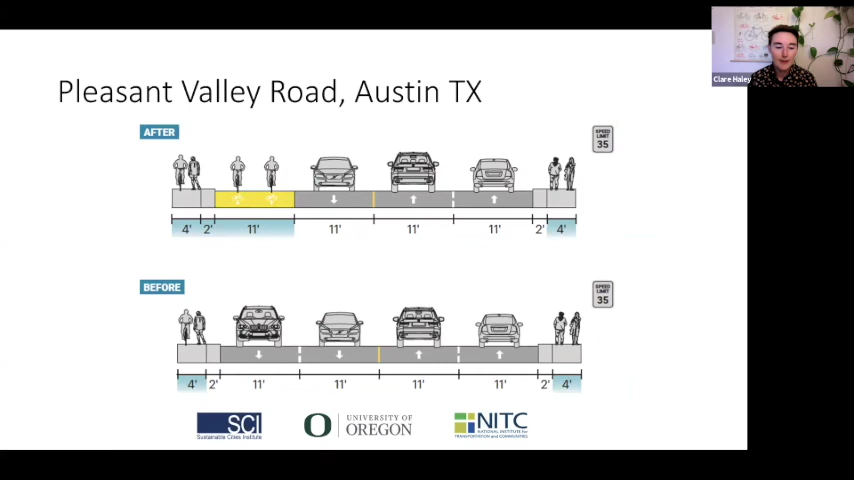 Clare Haley
Pleasant Valley Road, Austin TX
AFTER
SPEED
LIMIT
35
4' 2' 11' 11' 11' 11' 2' 4'
BEFORE
SPEED
LIMIT
35
4' 2' 11' 11' 11' 11' 2' 4'
SCI
Sustainable Cities Institute
O
UNIVERSITY OF
OREGON
NITC
NATIONAL INSTITUTE for
TRANSPORTATION and COMMUNITIES